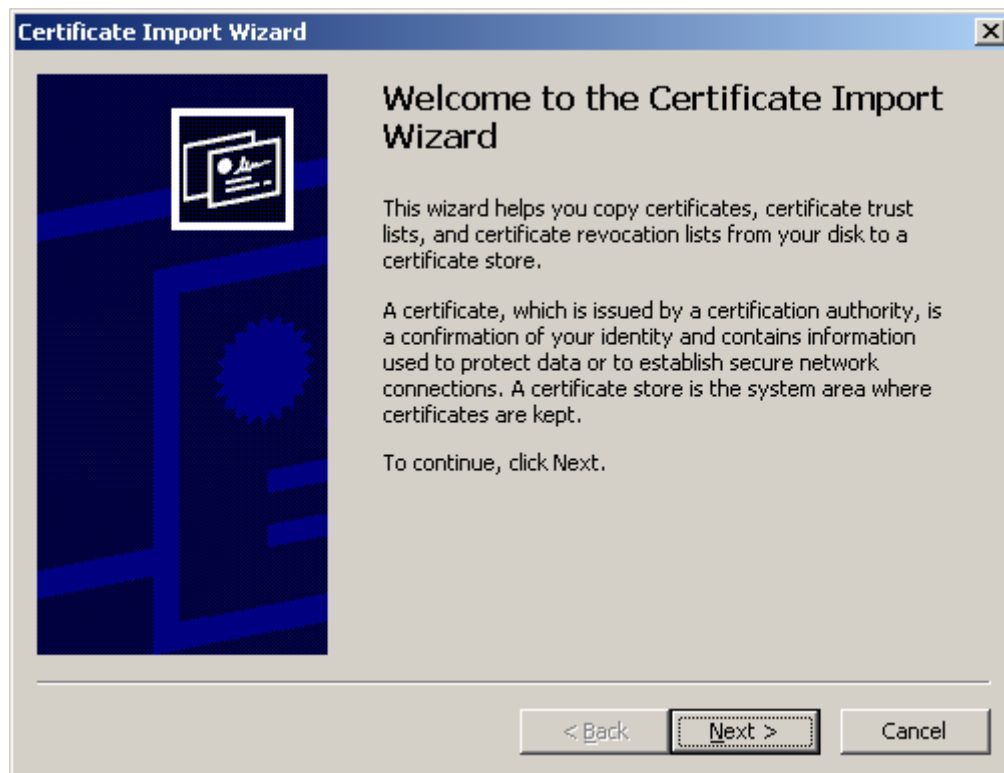 Certificate Import Wizard
Welcome to the Certificate Import
Wizard
This wizard helps you copy certificates, certificate trust
lists, and certificate revocation lists from your disk to a
certificate store.
A certificate, which is issued by a certification authority, is
a confirmation of your identity and contains information
used to protect data or to establish secure network
connections. A certificate store is the system area where
certificates are kept.
To continue, click Next.
< Back Next > Cancel